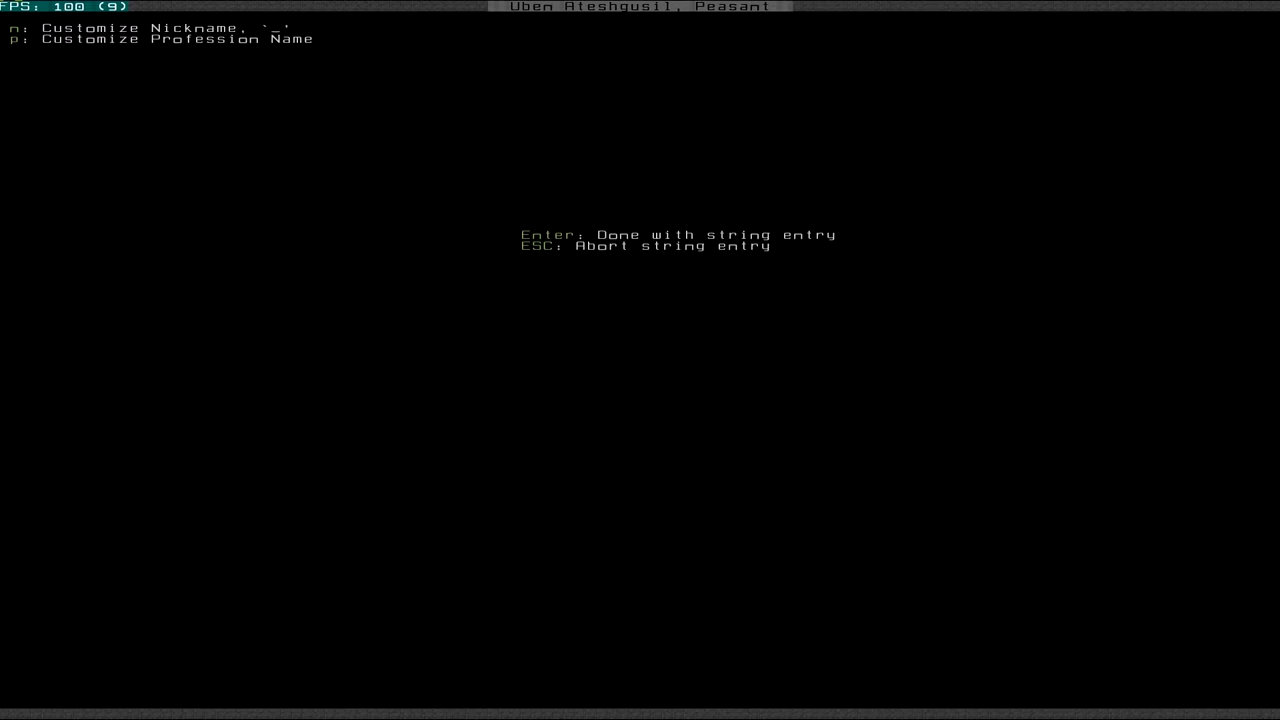 FPS: 100 (9)
Uben Ateshgusil, Peasant
n: Customize Nickname, `_'
p: Customize Profession Name
Enter: Done with string entry
ESC: Abort string entry